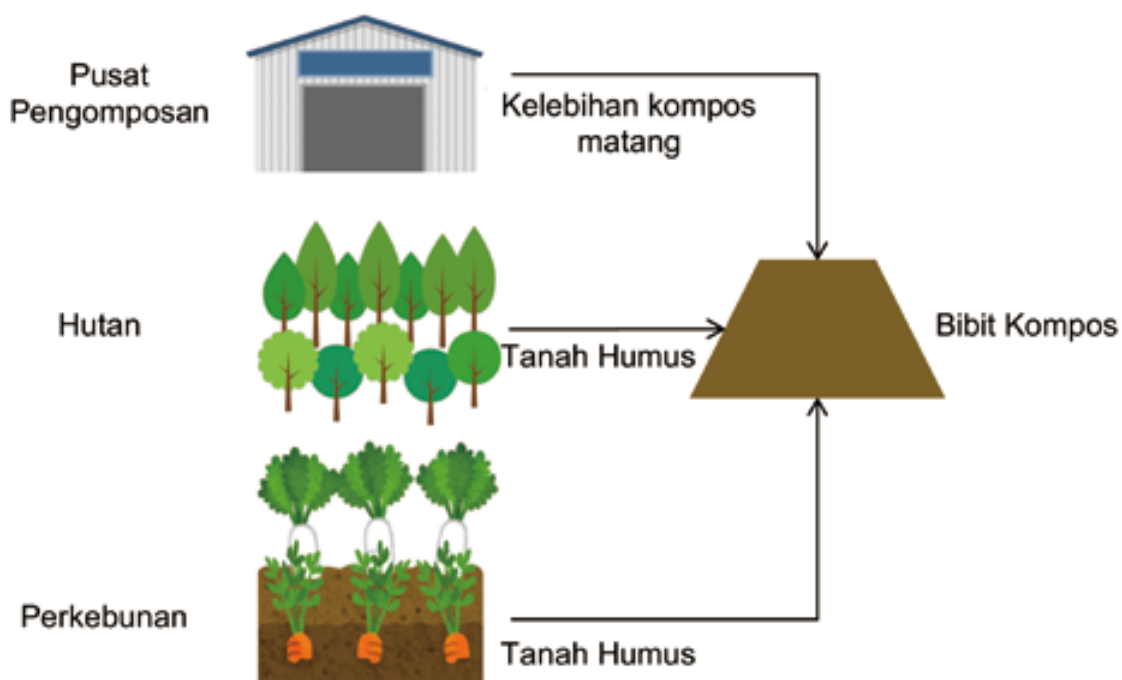 Pusat
Pengomposan
Kelebihan kompos
matang
Hutan
Tanah Humus
Bibit Kompos
Perkebunan
Tanah Humus